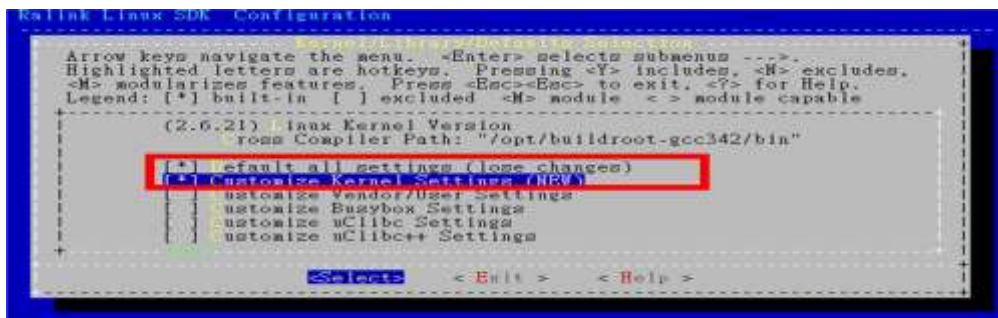 Ralink Linux SDK Configuration
Kernel/Library/Defaults Selection
Arrow keys navigate the menu. <Enter> selects submenus --->.
Highlighted letters are hotkeys. Pressing <Y> includes, <N> excludes,
<M> modularizes features. Press <Esc><Esc> to exit, <?> for Help.
Legend: [*] built-in [ ] excluded <M> module < > module capable
(2.6.21) Linux Kernel Version
Cross Compiler Path: "/opt/buildroot-gcc342/bin"
[*] Default all settings (lose changes)
[*] Customize Kernel Settings (NEW)
[ ] Customize Vendor/User Settings
[ ] Customize Busybox Settings
[ ] Customize uClibc Settings
[ ] Customize uClibc++ Settings
<Select> < Exit > < Help >